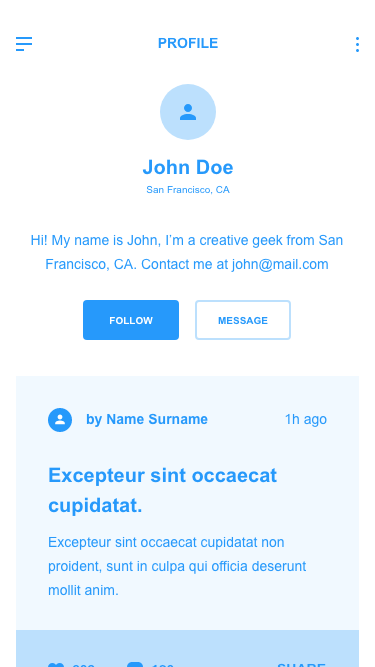 PROFILE
John Doe
San Francisco, CA
Hi! My name is John, I'm a creative geek from San
Francisco, CA. Contact me at john@mail.com
FOLLOW
MESSAGE
by Name Surname
1h ago
Excepteur sint occaecat
cupidatat.
Excepteur sint occaecat cupidatat non
proident, sunt in culpa qui officia deserunt
mollit anim.
SHARE